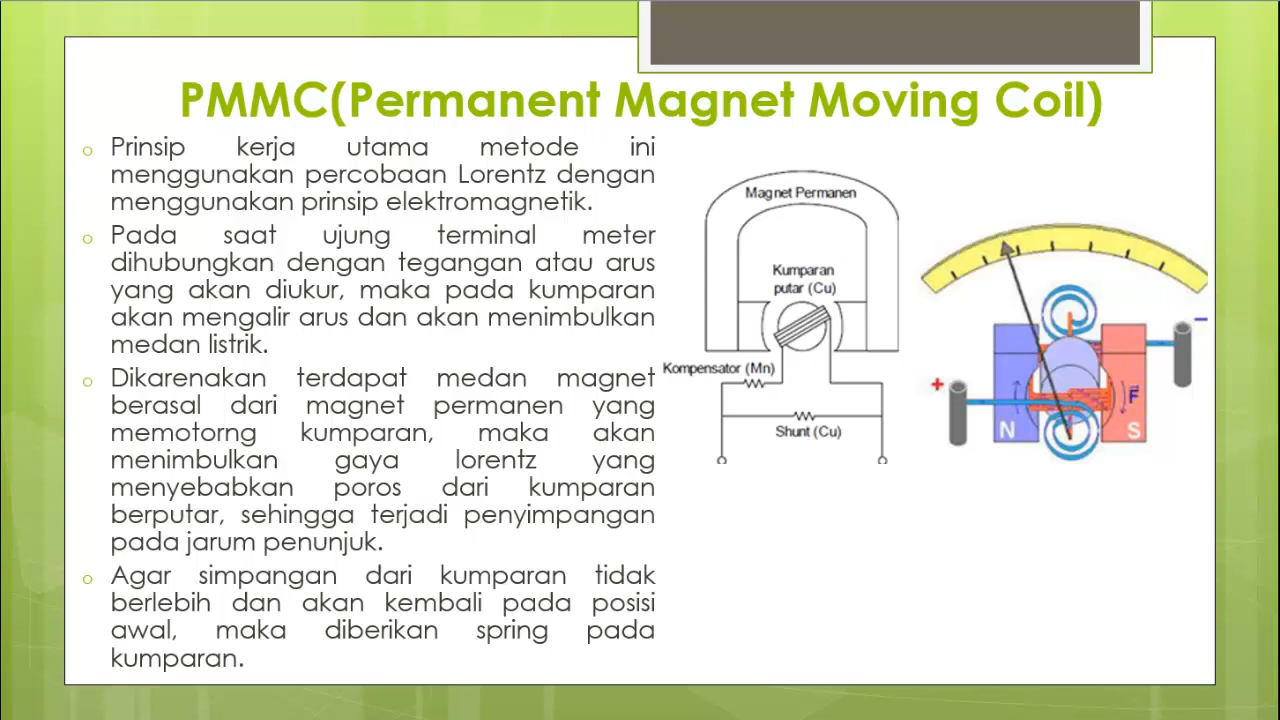 PMMC(Permanent Magnet Moving Coil)
o Prinsip kerja utama metode ini
menggunakan percobaan Lorentz dengan
menggunakan prinsip elektromagnetik.
o Pada saat ujung terminal meter
dihubungkan dengan tegangan atau arus
yang akan diukur, maka pada kumparan
akan mengalir arus dan akan menimbulkan
medan listrik.
o Dikarenakan terdapat medan magnet
berasal dari magnet permanen yang
memotorng kumparan, maka akan
menimbulkan gaya lorentz yang
menyebabkan poros dari kumparan
berputar, sehingga terjadi penyimpangan
pada jarum penunjuk.
o Agar simpangan dari kumparan tidak
berlebih dan akan kembali pada posisi
awal, maka diberikan spring pada
kumparan.
Magnet Permanen
Kumparan
putar (Cu)
Kompensator (Mn)
Shunt (Cu)
−
+
F
N S